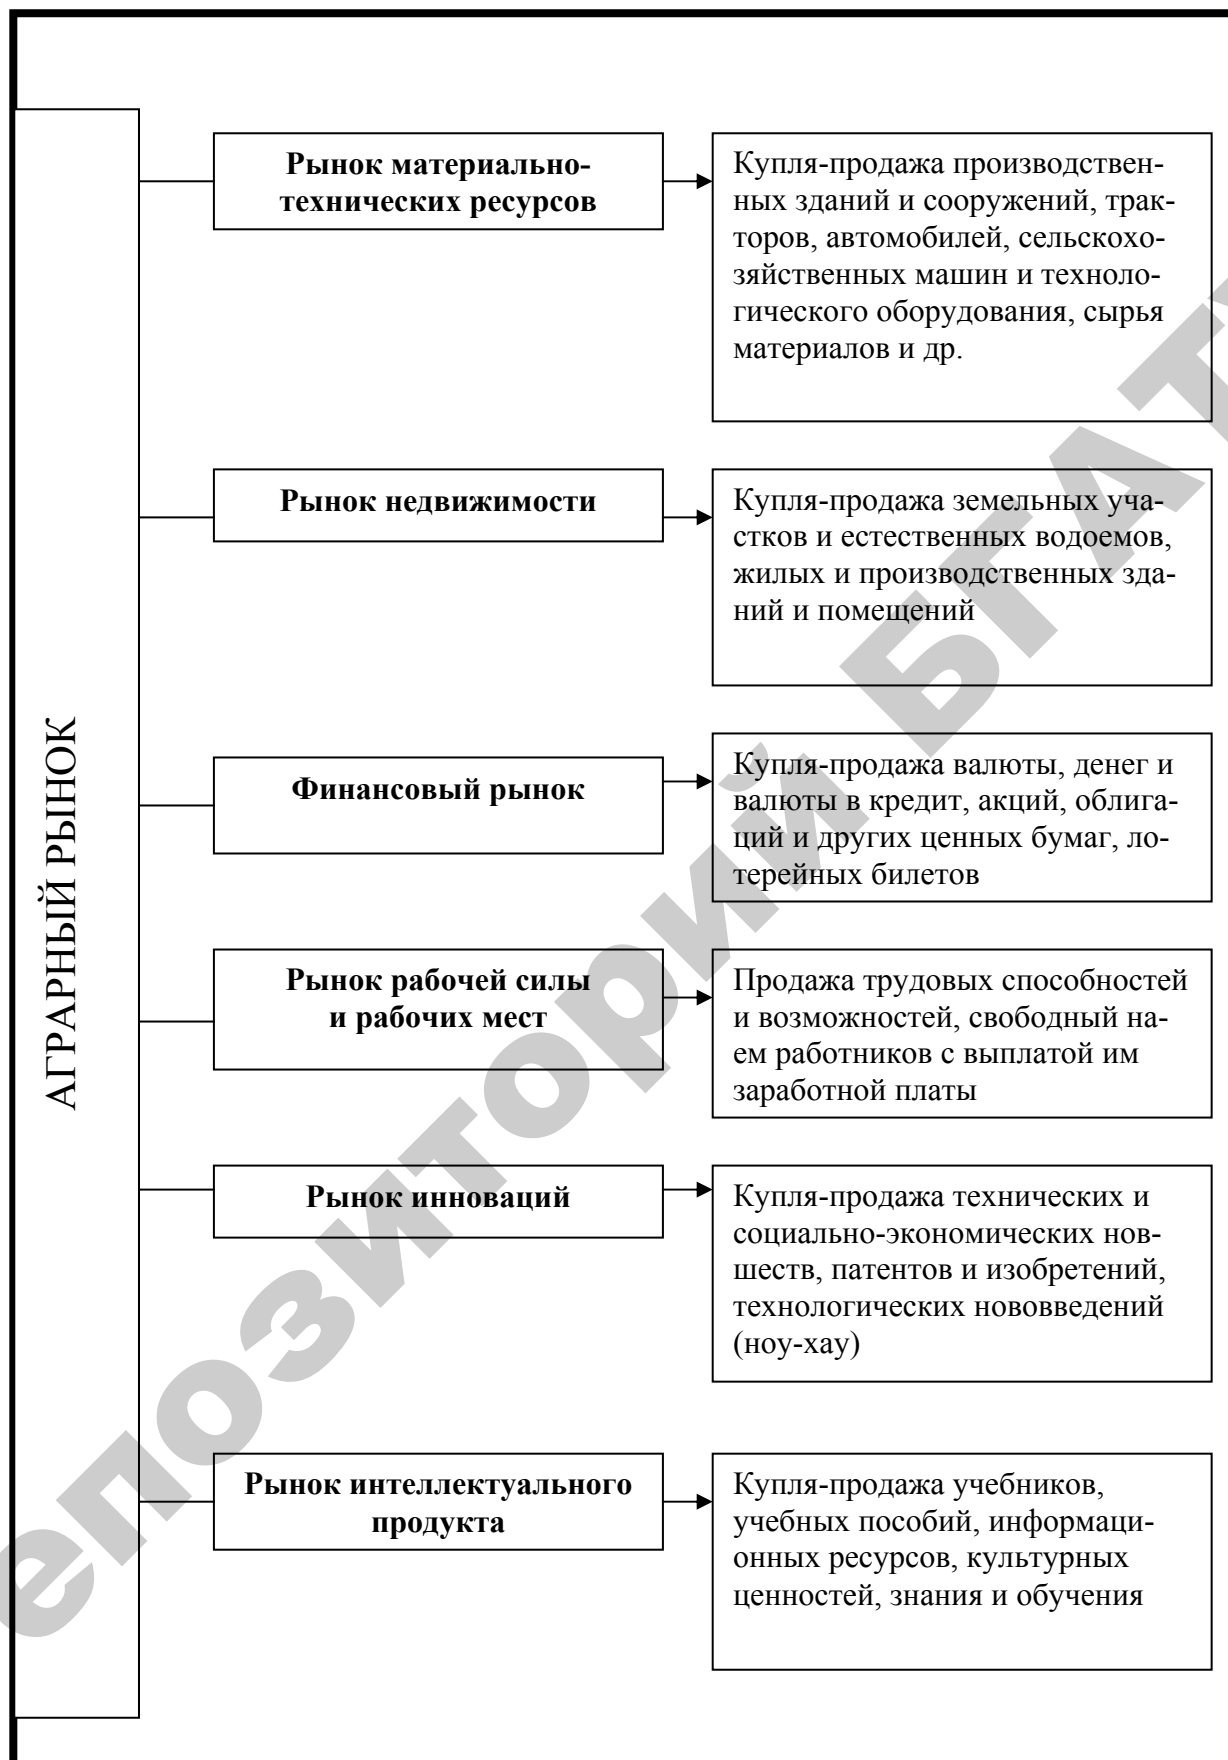 АГРАРНЫЙ РЫНОК
Рынок материально-
технических ресурсов
Купля-продажа производствен-
ных зданий и сооружений, трак-
торов, автомобилей, сельскохо-
зяйственных машин и техноло-
гического оборудования, сырья
материалов и др.
Рынок недвижимости
Купля-продажа земельных уча-
стков и естественных водоемов,
жилых и производственных зда-
ний и помещений
Финансовый рынок
Купля-продажа валюты, денег и
валюты в кредит, акций, облига-
ций и других ценных бумаг, ло-
терейных билетов
Рынок рабочей силы
и рабочих мест
Продажа трудовых способностей
и возможностей, свободный на-
ем работников с выплатой им
заработной платы
Рынок инноваций
Купля-продажа технических и
социально-экономических нов-
шеств, патентов и изобретений,
технологических нововведений
(ноу-хау)
Рынок интеллектуального
продукта
Купля-продажа учебников,
учебных пособий, информаци-
онных ресурсов, культурных
ценностей, знания и обучения
епозиторий БГАТ